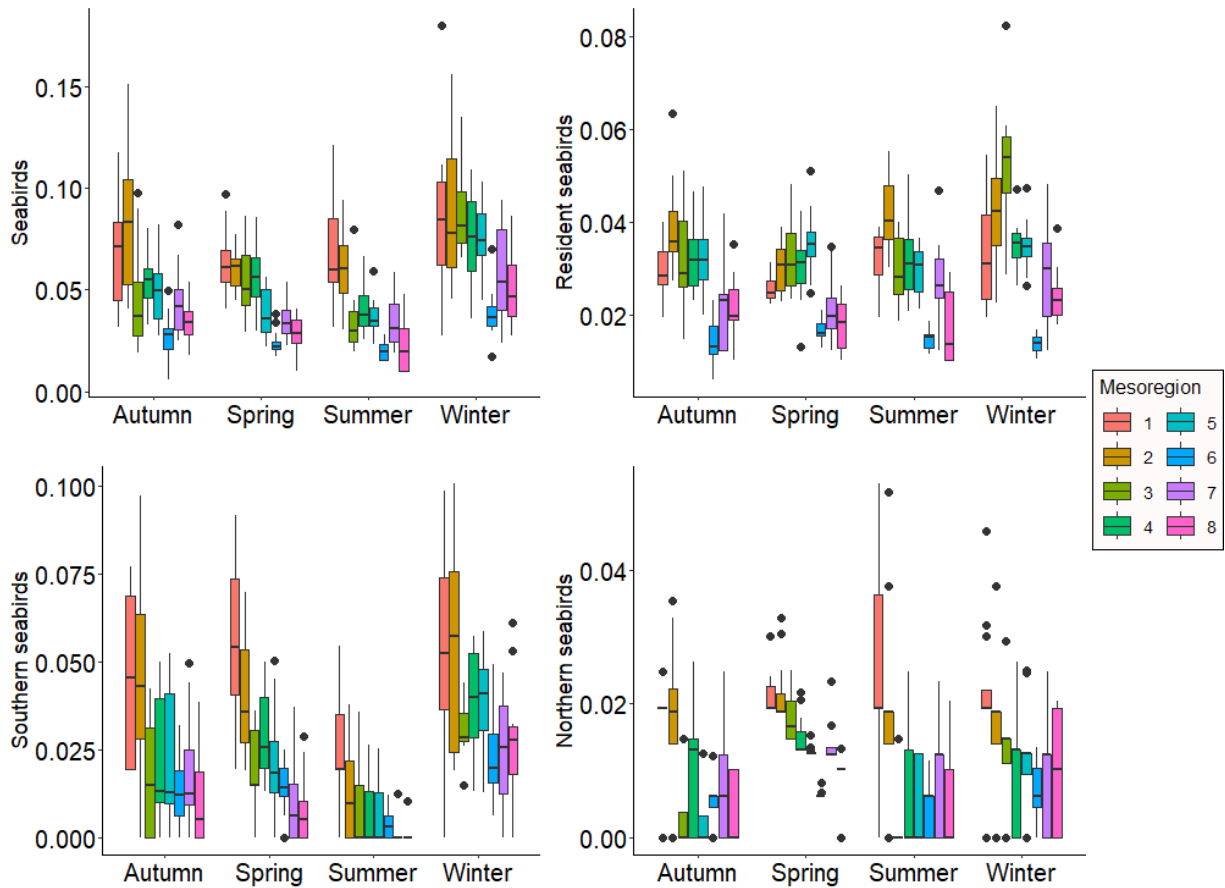 Seabirds
0.15
0.10
0.05
0.00
Autumn Spring Summer Winter
Resident seabirds
0.08
0.06
0.04
0.02
Autumn Spring Summer Winter
Southern seabirds
0.100
0.075
0.050
0.025
0.000
Autumn Spring Summer Winter
Northern seabirds
0.04
0.02
0.00
Autumn Spring Summer Winter
Mesoregion
1 5
2 6
3 7
4 8